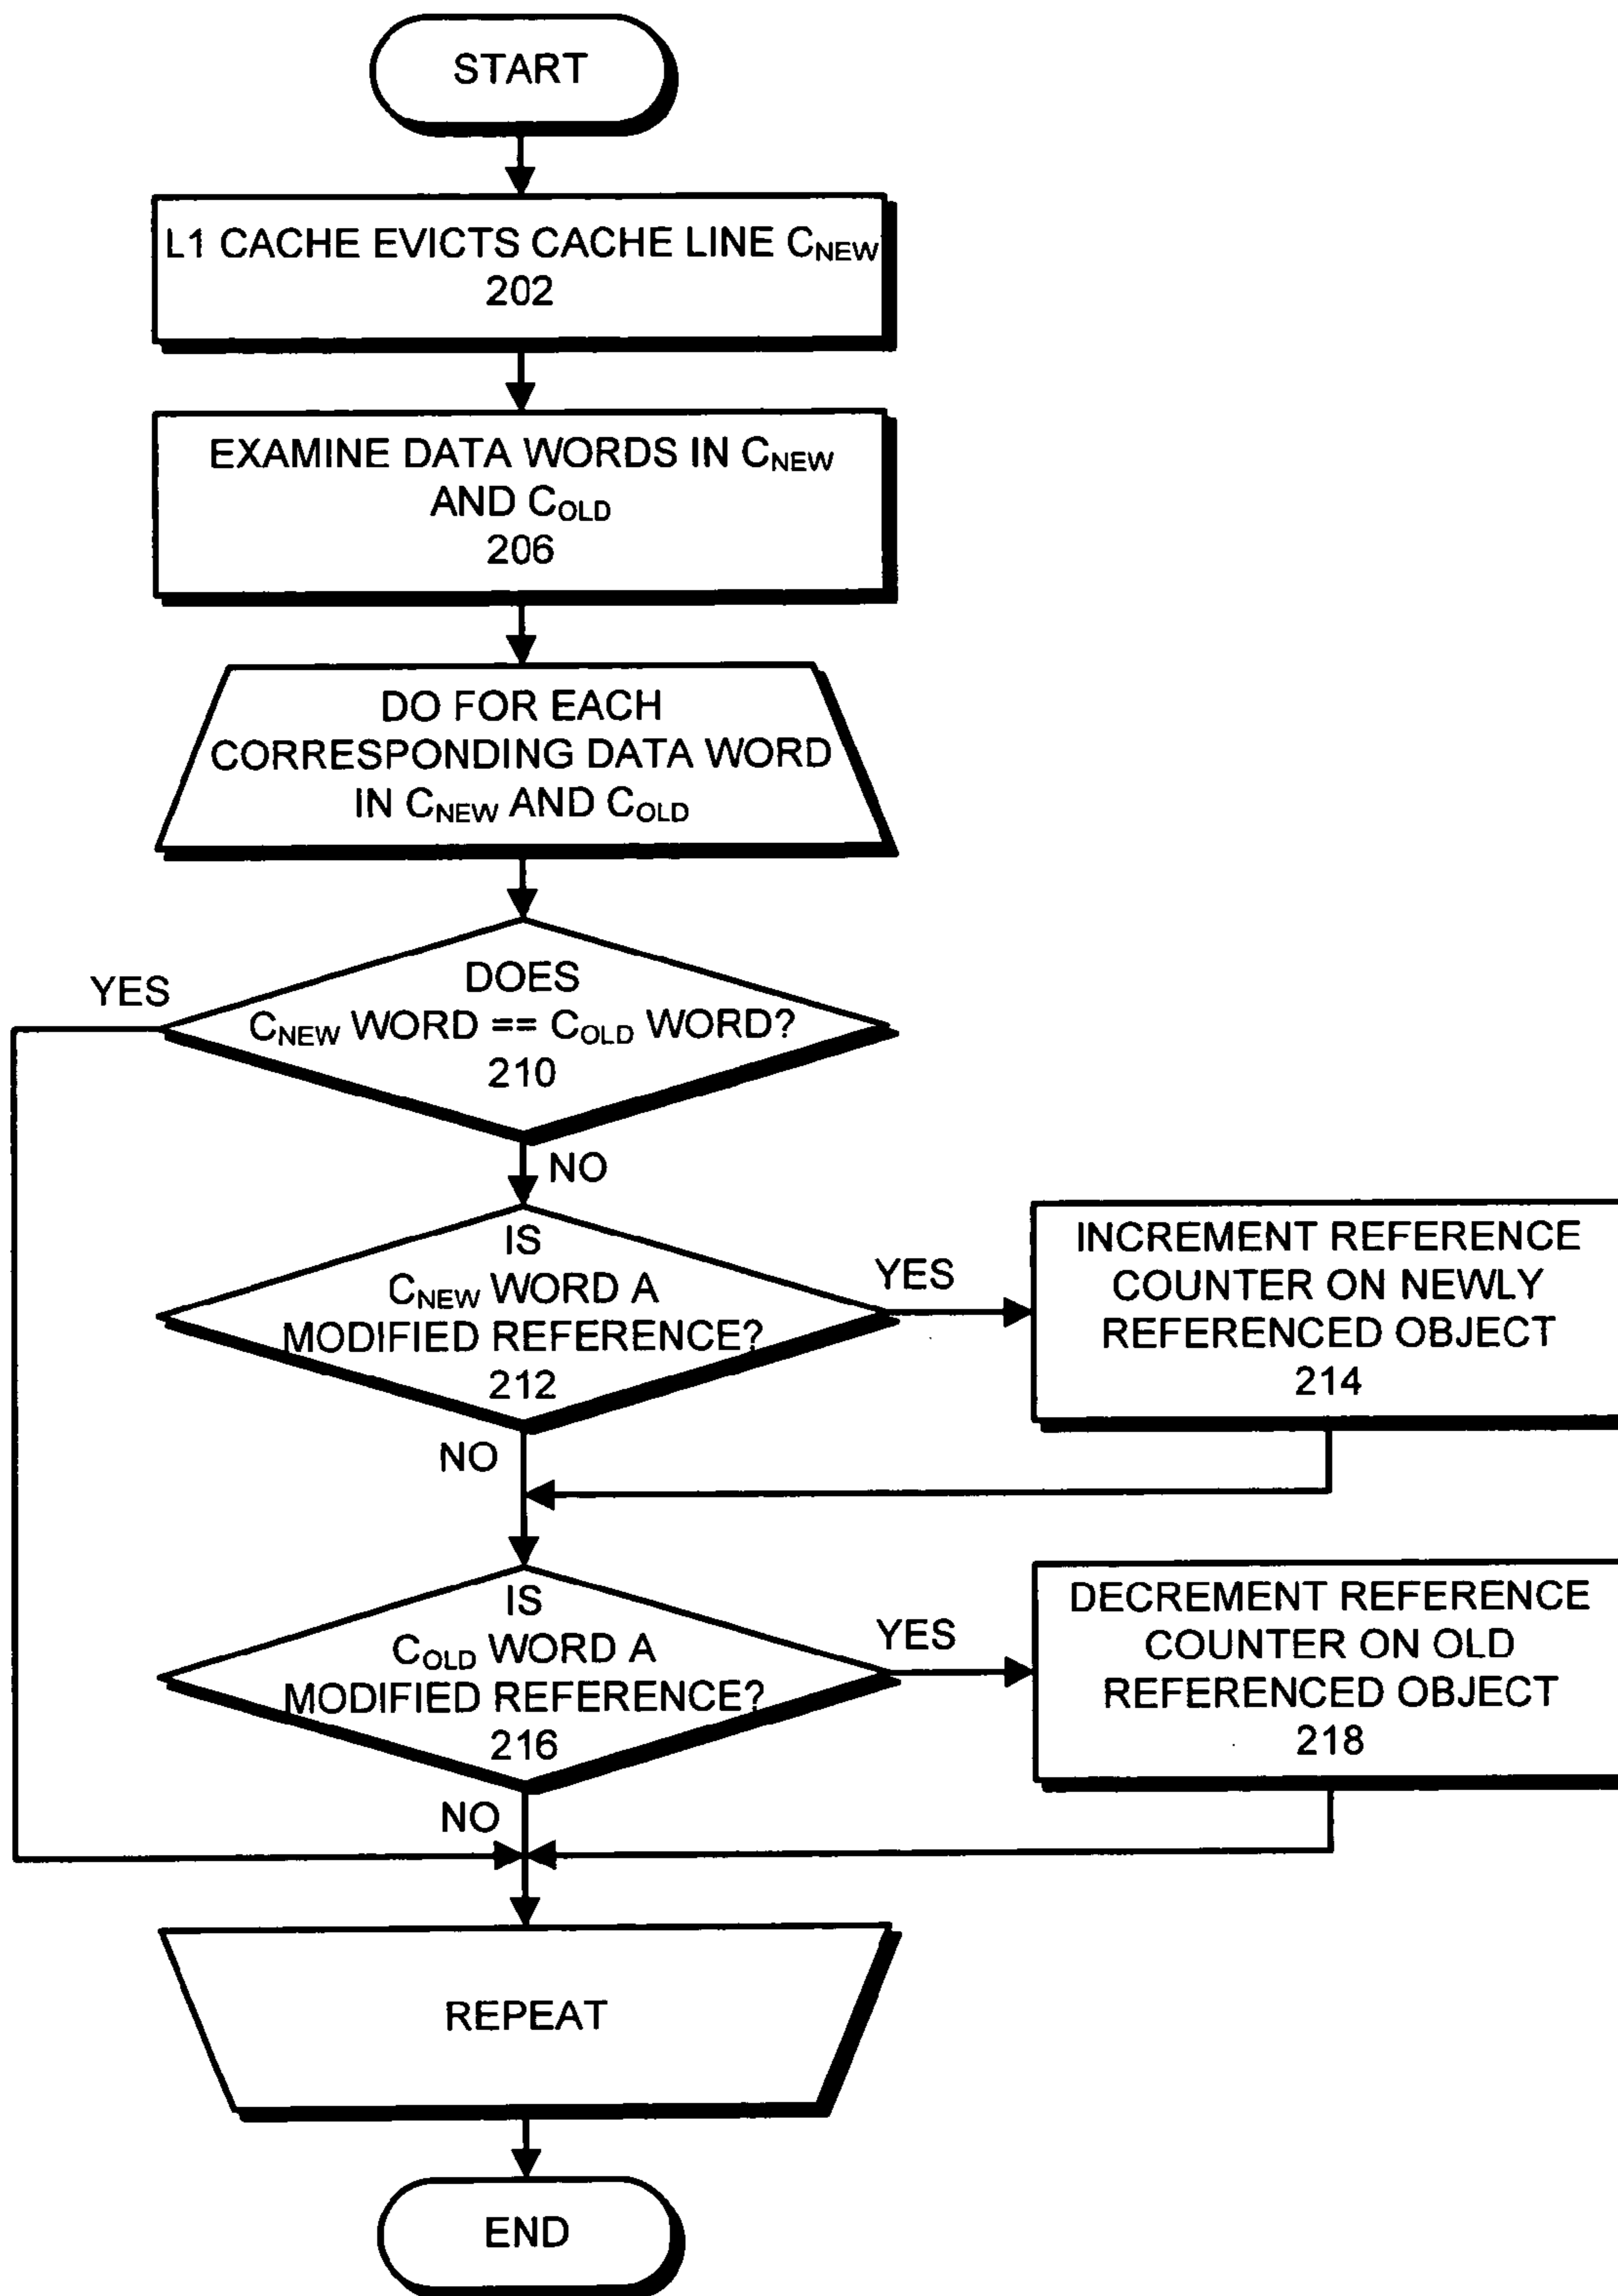 START
L1 CACHE EVICTS CACHE LINE CNEW
202
EXAMINE DATA WORDS IN CNEW
AND COLD
206
DO FOR EACH
CORRESPONDING DATA WORD
IN CNEW AND COLD
DOES
CNEW WORD == COLD WORD?
210
YES
NO
IS
CNEW WORD A
MODIFIED REFERENCE?
212
YES
INCREMENT REFERENCE
COUNTER ON NEWLY
REFERENCED OBJECT
214
NO
IS
COLD WORD A
MODIFIED REFERENCE?
216
YES
DECREMENT REFERENCE
COUNTER ON OLD
REFERENCED OBJECT
218
NO
REPEAT
END